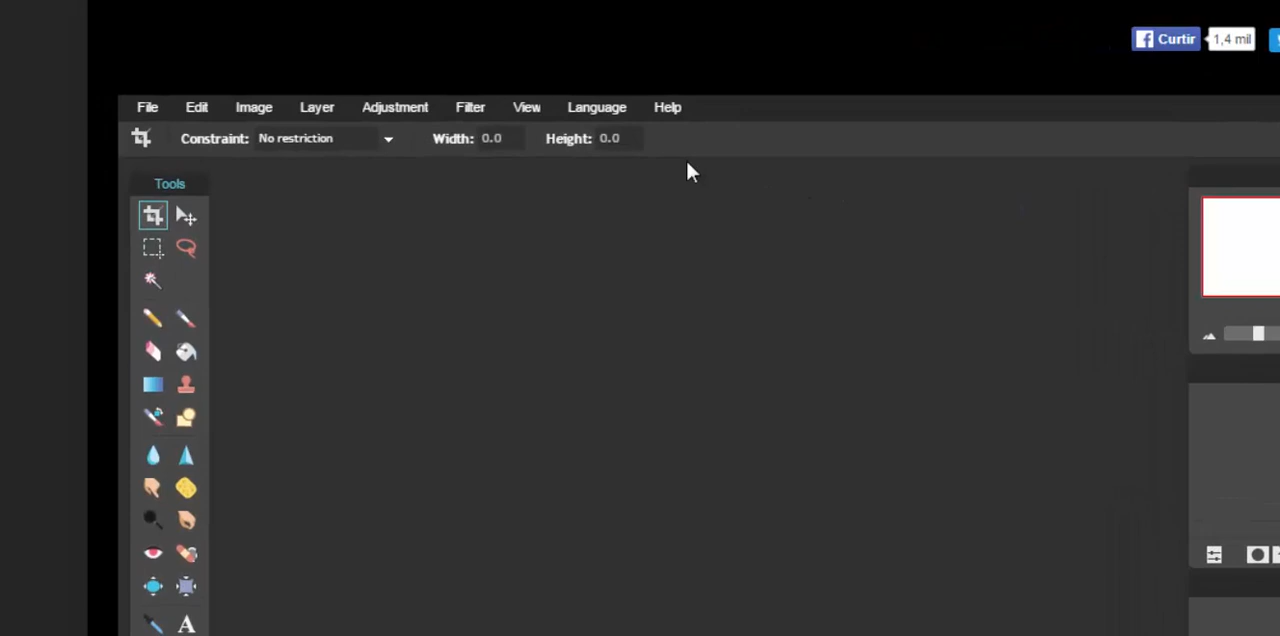 Curtir 1,4 mil
File Edit Image Layer Adjustment Filter View Language Help
Constraint: No restriction Width: 0.0 Height: 0.0
Tools
A